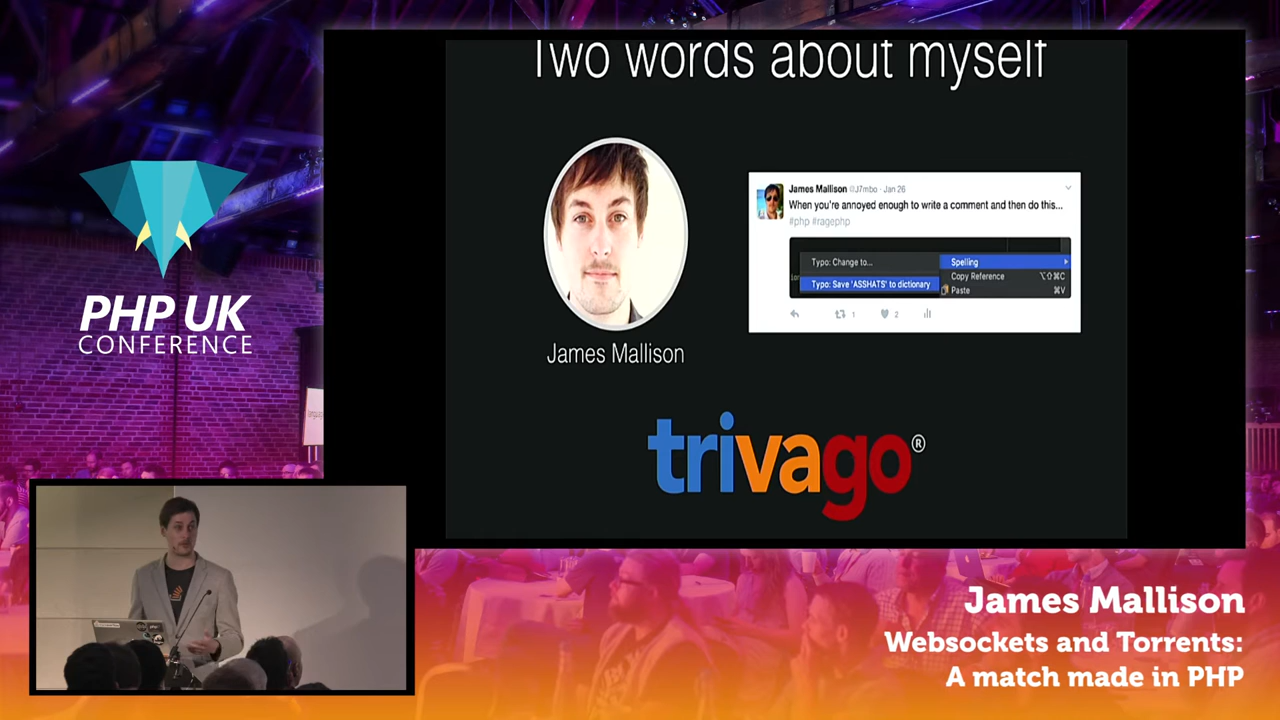 Two words about myself
James Mallison @J7mbo · Jan 26
When you're annoyed enough to write a comment and then do this...
#php #ragephp
Typo: Change to...
Typo: Save 'ASSHATS' to dictionary
Spelling
Copy Reference ⌥⇧⌘C
Paste ⌘V
1
2
James Mallison
trivago®
PHP UK
CONFERENCE
James Mallison
Websockets and Torrents:
A match made in PHP